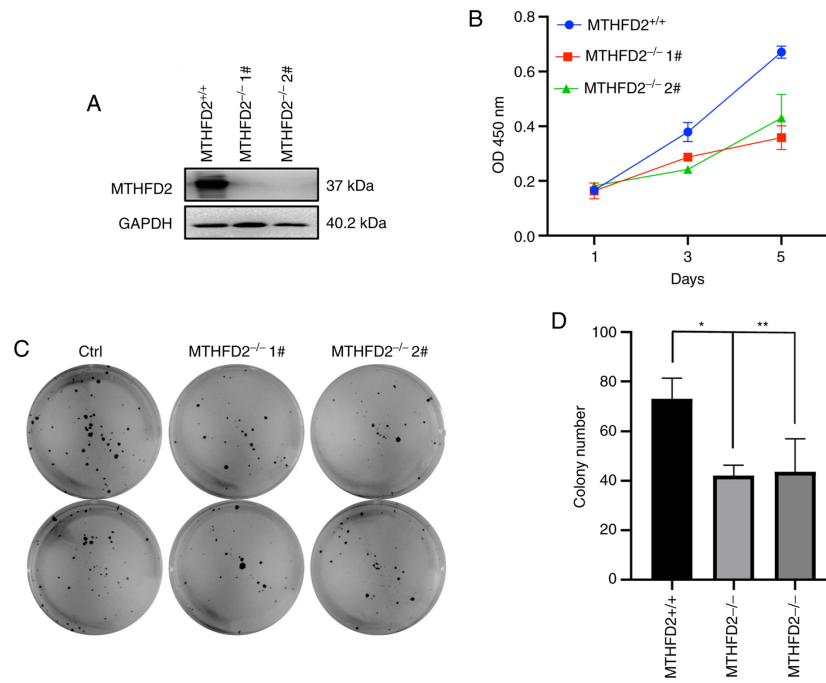 A
MTHFD2+/+
MTHFD2−/− 1#
MTHFD2−/− 2#
MTHFD2
37 kDa
GAPDH
40.2 kDa
B
OD 450 nm
0.8
0.6
0.4
0.2
0.0
MTHFD2+/+
MTHFD2−/− 1#
MTHFD2−/− 2#
1 3 5
Days
C
Ctrl MTHFD2−/− 1# MTHFD2−/− 2#
D
Colony number
100
80
60
40
20
0
* **
MTHFD2+/+
MTHFD2−/−
MTHFD2−/−